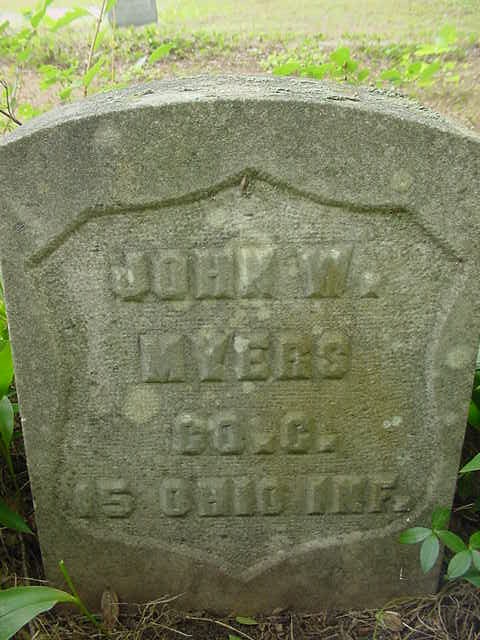 JOHN W.
MYERS
CO. C.
15 OHIO INF.